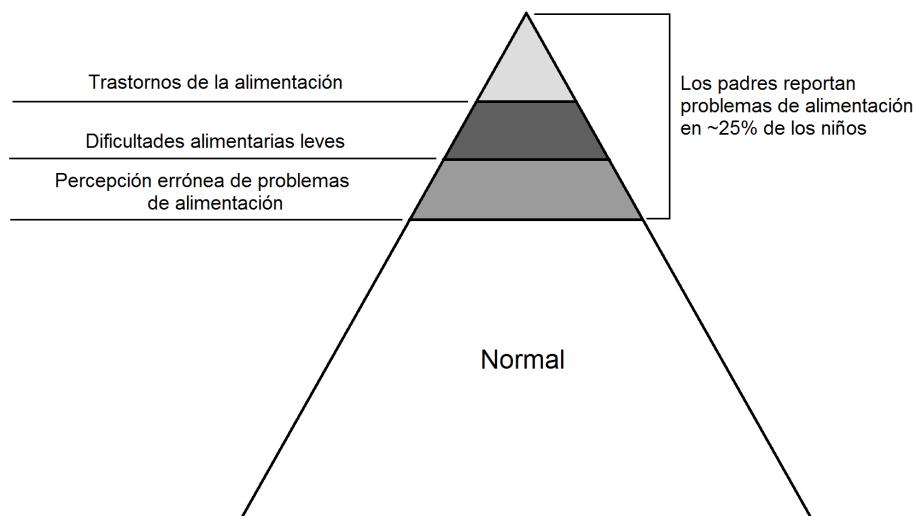 Trastornos de la alimentación
Dificultades alimentarias leves
Percepción errónea de problemas
de alimentación
Los padres reportan
problemas de alimentación
en ~25% de los niños
Normal